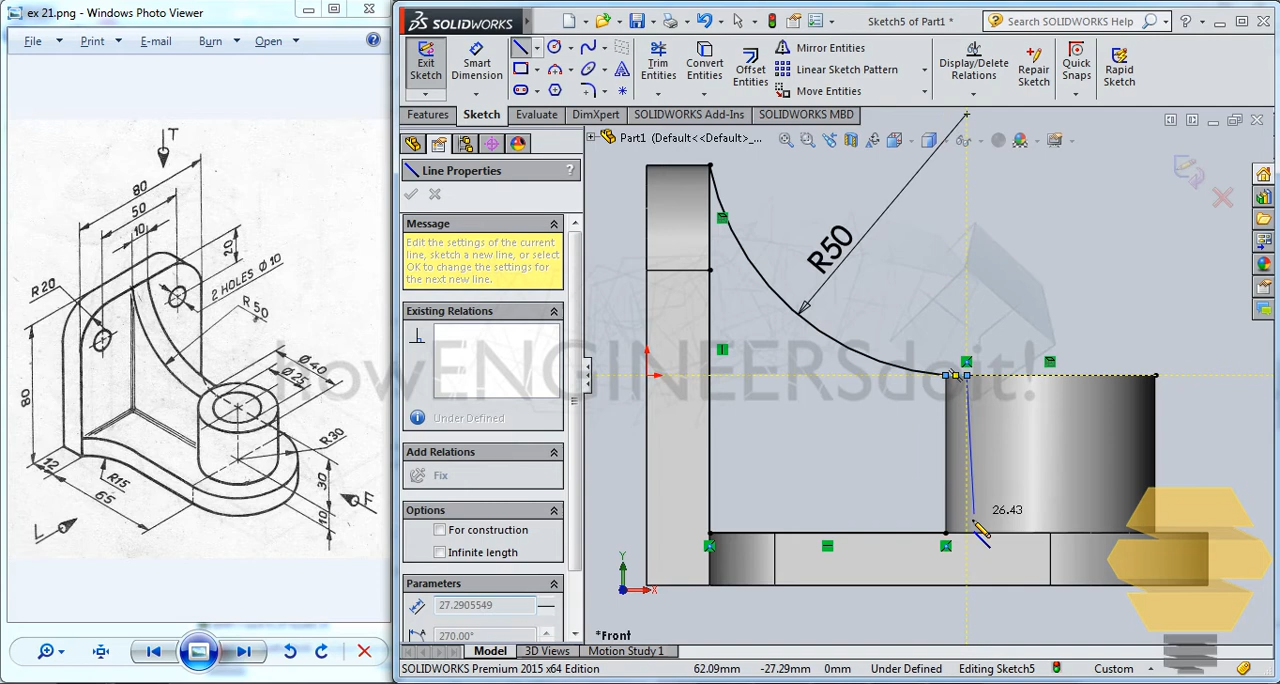 ex 21.png - Windows Photo Viewer
File Print E-mail Burn Open
T
80
50
10
20
R20
2 HOLES Ø 10
R 50
80
Ø40
Ø25
R30
12
R15
65
30
10
L
F
SOLIDWORKS
Sketch5 of Part1 *
Search SOLIDWORKS Help
Exit Sketch
Smart Dimension
Trim Entities
Convert Entities
Offset Entities
Mirror Entities
Linear Sketch Pattern
Move Entities
Display/Delete Relations
Repair Sketch
Quick Snaps
Rapid Sketch
Features Sketch Evaluate DimXpert SOLIDWORKS Add-Ins SOLIDWORKS MBD
Part1 (Default<<Default>_...
Line Properties ?
Message
Edit the settings of the current
line, sketch a new line, or select
OK to change the settings for
the next new line.
Existing Relations
Under Defined
Add Relations
Fix
Options
For construction
Infinite length
Parameters
27.2905549
270.00°
R50
26.43
howENGINEERSdoit!
Y
X
*Front
Model 3D Views Motion Study 1
SOLIDWORKS Premium 2015 x64 Edition 62.09mm -27.29mm 0mm Under Defined Editing Sketch5 Custom